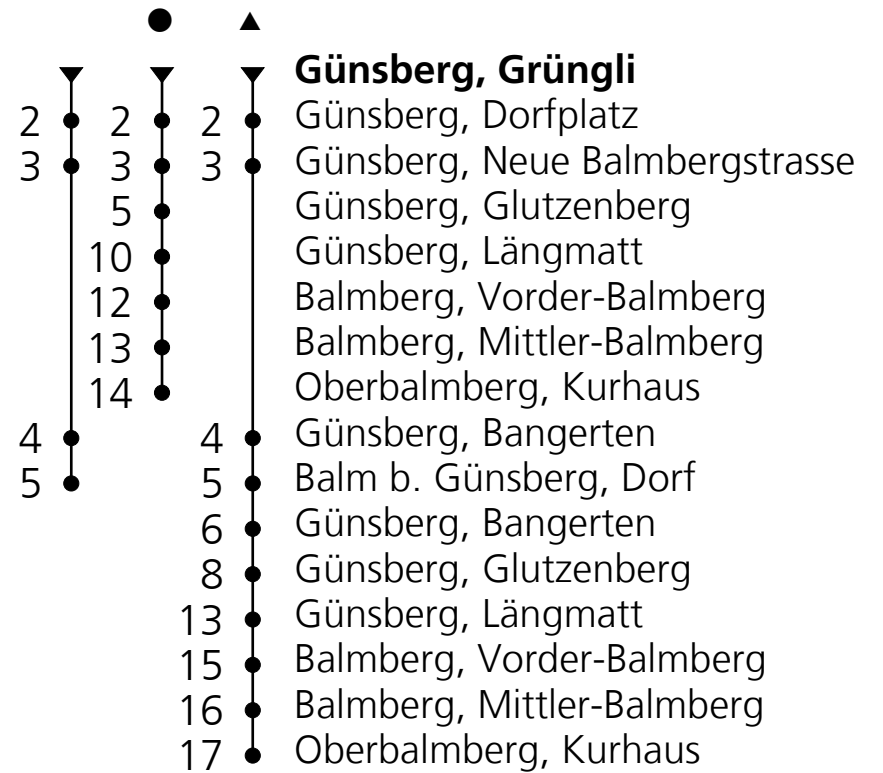 ● ▲
Günsberg, Grüngli
2 2 2 Günsberg, Dorfplatz
3 3 3 Günsberg, Neue Balmbergstrasse
5 Günsberg, Glutzenberg
10 Günsberg, Längmatt
12 Balmberg, Vorder-Balmberg
13 Balmberg, Mittler-Balmberg
14 Oberbalmberg, Kurhaus
4 4 Günsberg, Bangerten
5 5 Balm b. Günsberg, Dorf
6 Günsberg, Bangerten
8 Günsberg, Glutzenberg
13 Günsberg, Längmatt
15 Balmberg, Vorder-Balmberg
16 Balmberg, Mittler-Balmberg
17 Oberbalmberg, Kurhaus